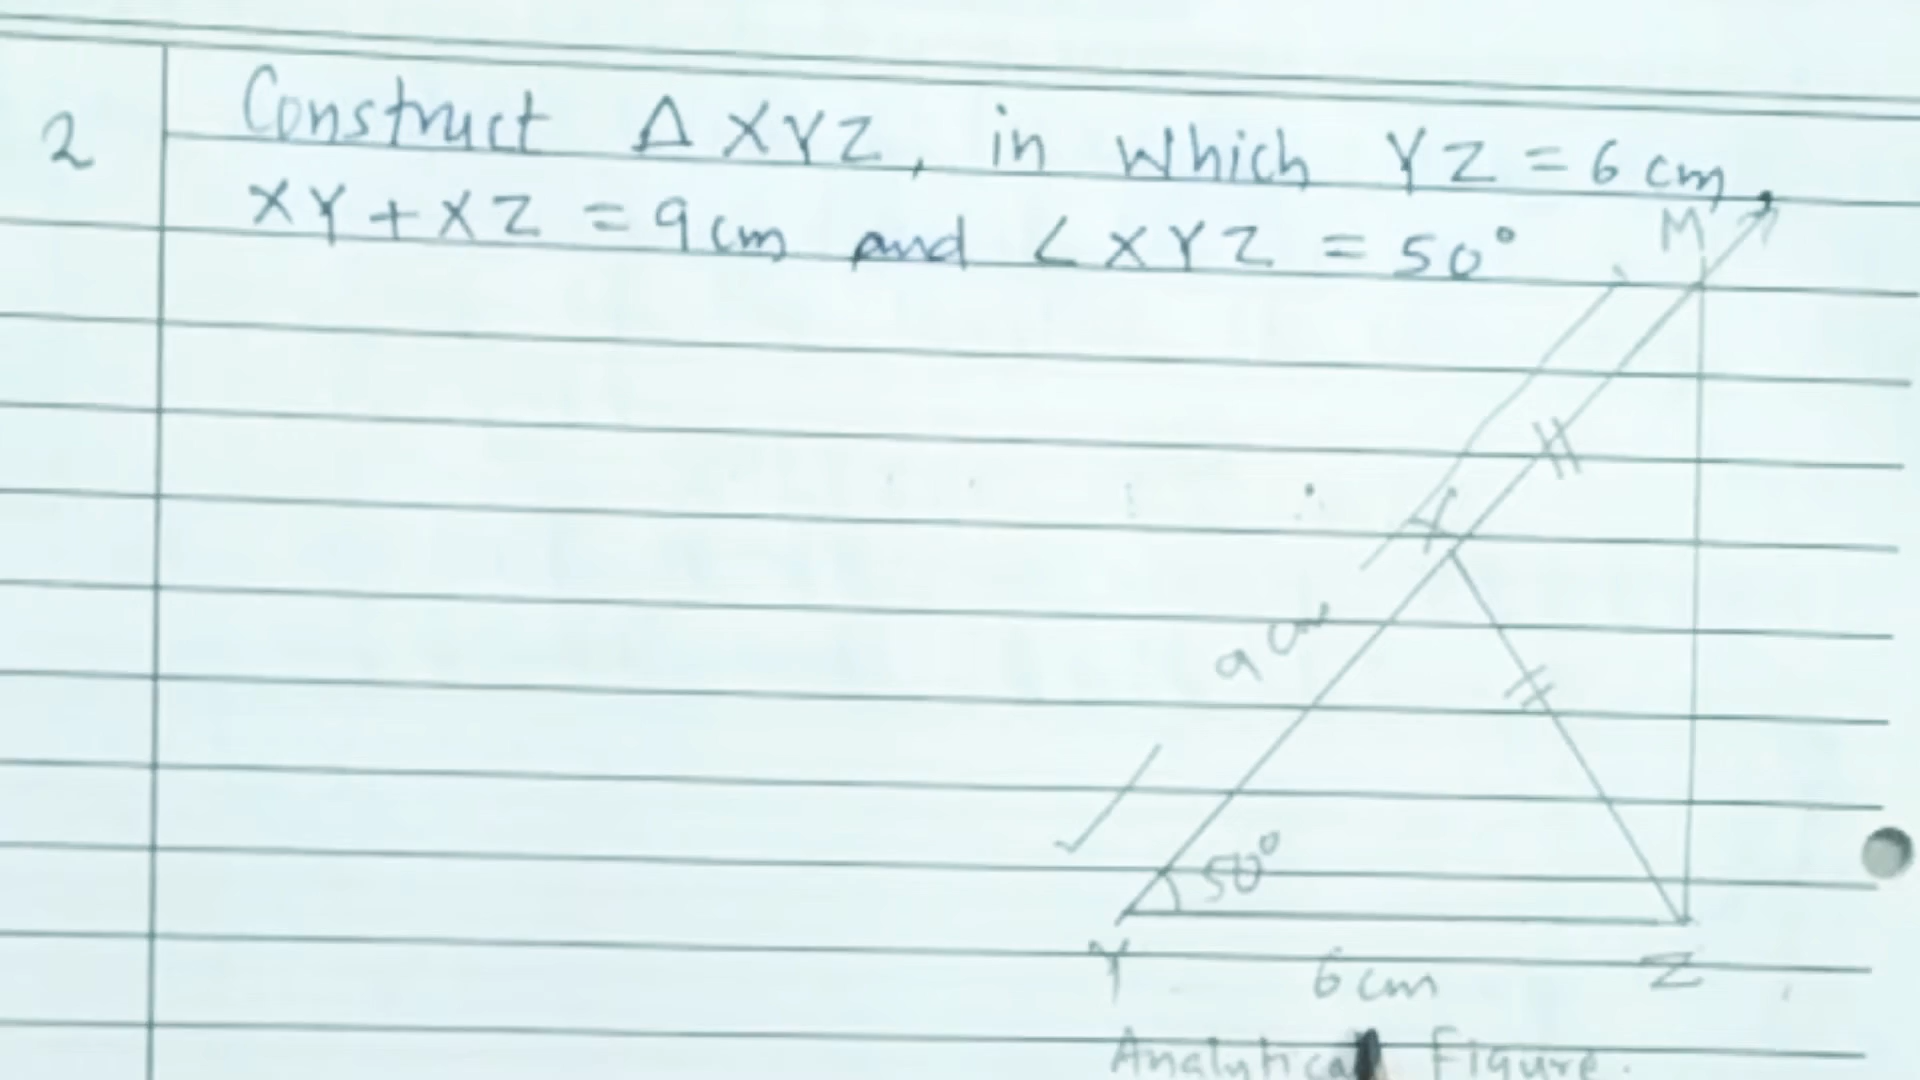 2
Construct Δ XYZ, in which YZ = 6 cm,
XY + XZ = 9 cm and ∠XYZ = 50°
M
X
9 cm
50°
Y
6 cm
Z
Analytical Figure.